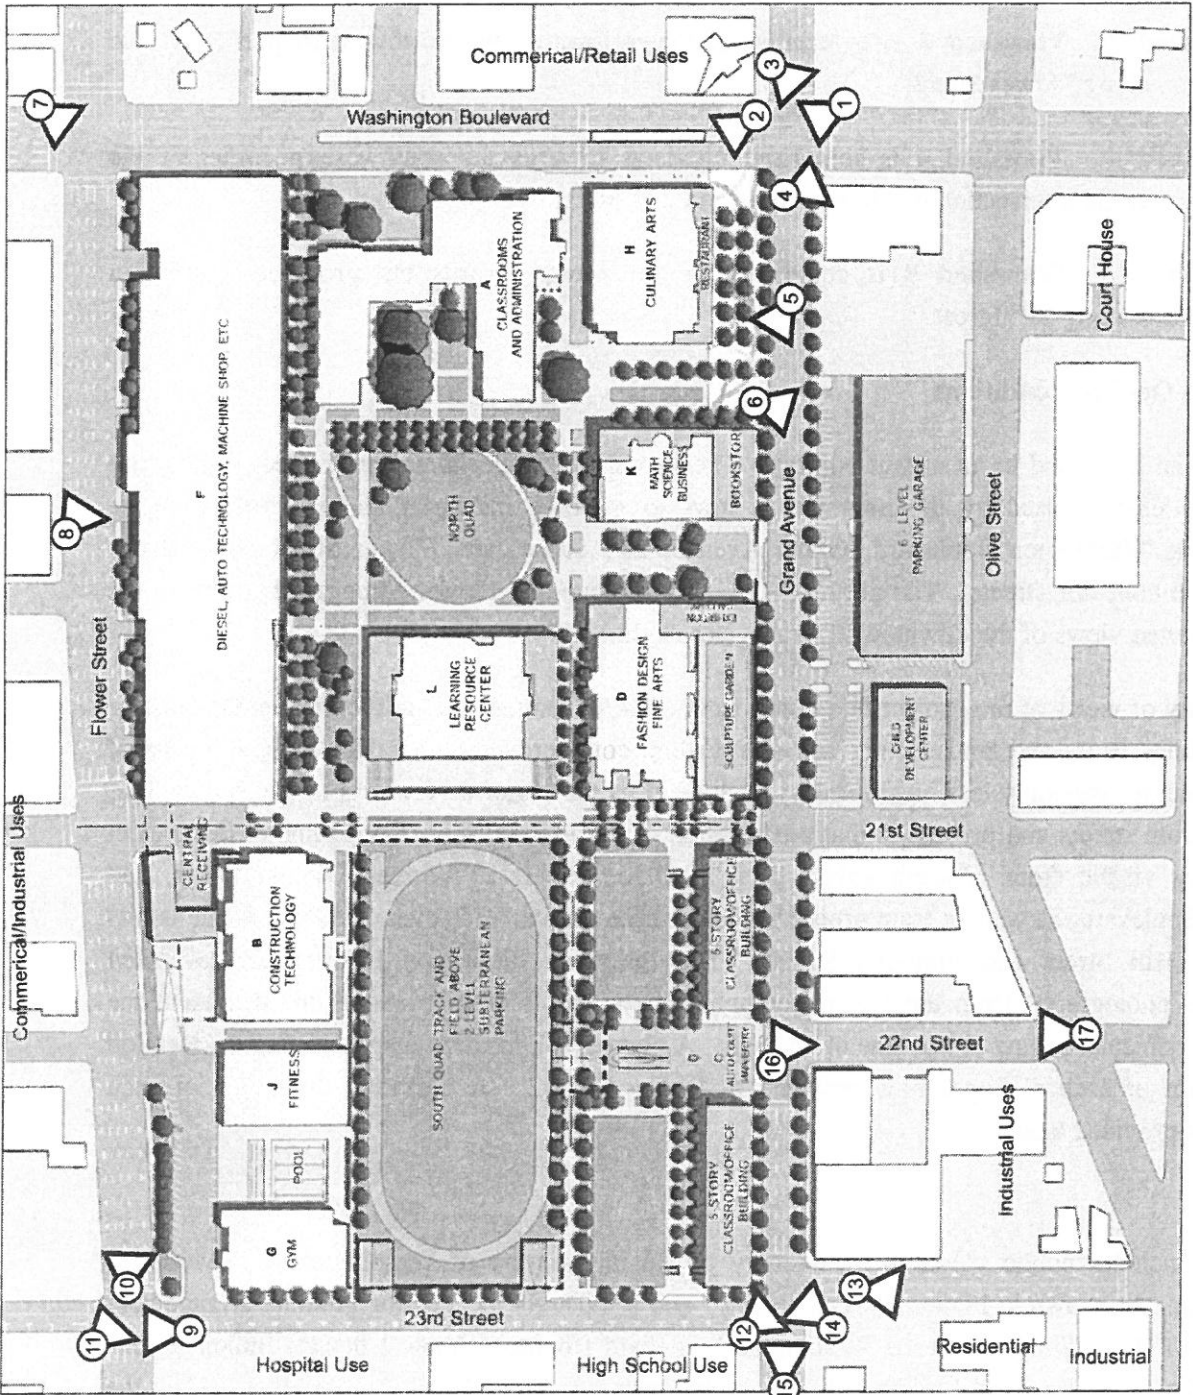 Commerical/Retail Uses
3
7
1
2
Washington Boulevard
4
H
CULINARY ARTS
RESTAURANT
A
CLASSROOMS
AND ADMINISTRATION
Court House
5
F
DIESEL, AUTO TECHNOLOGY, MACHINE SHOP, ETC
6
K
MATH
SCIENCE
BUSINESS
BOOKSTOR
8
NORTH
QUAD
Grand Avenue
6 LEVEL
PARKING GARAGE
Olive Street
Flower Street
L
LEARNING
RESOURCE
CENTER
D
FASHION DESIGN
FINE ARTS
EXHIBITION
SCULPTURE GARDEN
CHILD
DEVELOPMENT
CENTER
Commerical/Industrial Uses
21st Street
CENTRAL
RECEIVING
B
CONSTRUCTION
TECHNOLOGY
SOUTH QUAD TRACK AND
FIELD ABOVE
2 LEVEL
SUBTERRANEAN
PARKING
5-STORY
CLASSROOM/OFFICE
BUILDING
16
22nd Street
17
J
FITNESS
POOL
Industrial Uses
5-STORY
CLASSROOM/OFFICE
BUILDING
G
GYM
10
11
9
23rd Street
12
13
14
15
Hospital Use
High School Use
Residential
Industrial